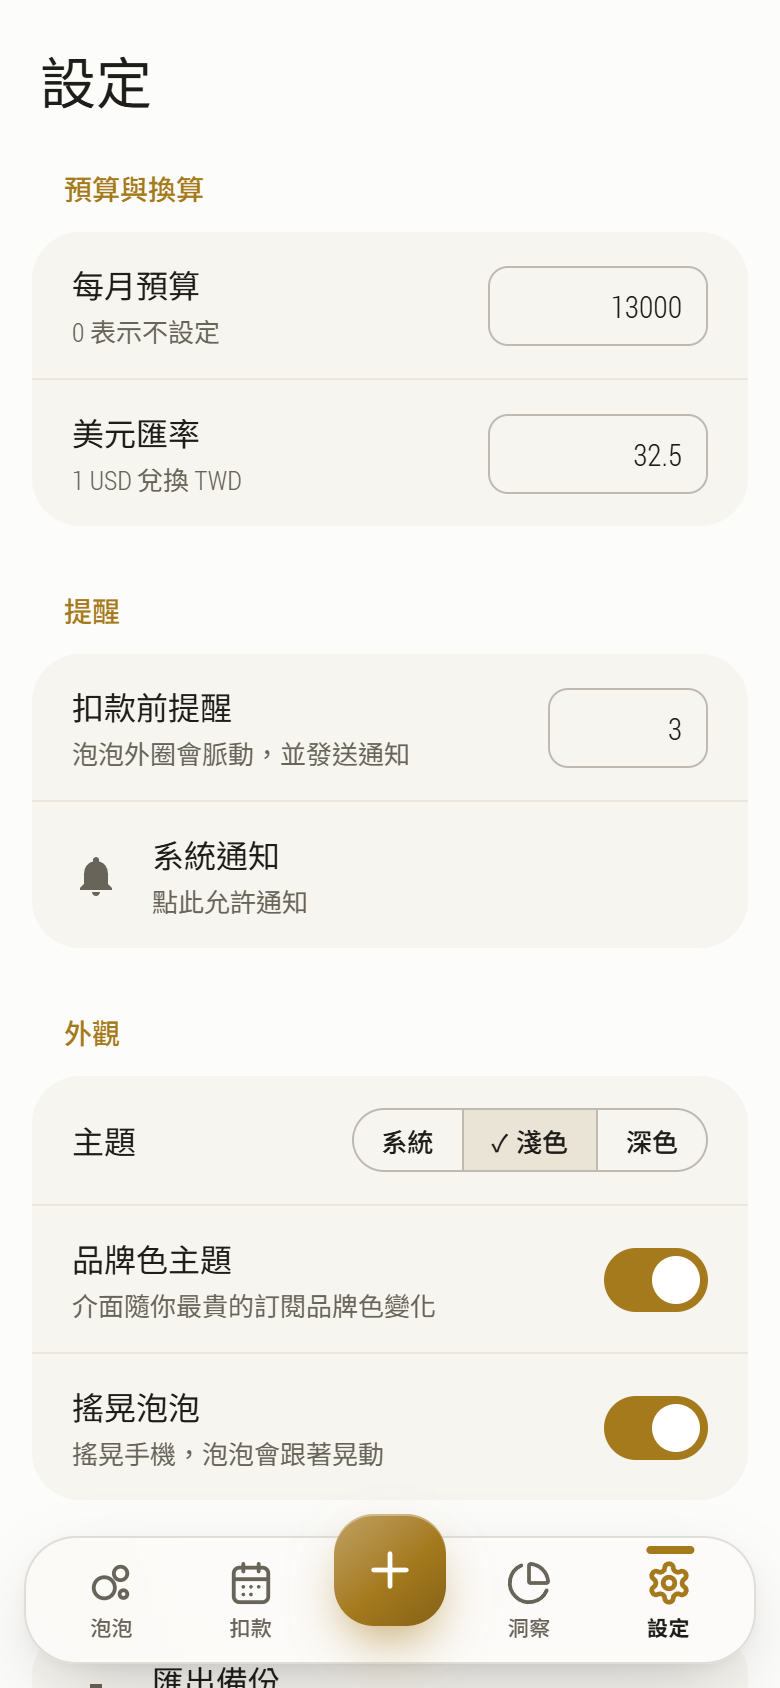 設定
預算與換算
每月預算
0 表示不設定
13000
美元匯率
1 USD 兌換 TWD
32.5
提醒
扣款前提醒
泡泡外圈會脈動，並發送通知
3
系統通知
點此允許通知
外觀
主題
系統
✓ 淺色
深色
品牌色主題
介面隨你最貴的訂閱品牌色變化
搖晃泡泡
搖晃手機，泡泡會跟著晃動
泡泡
扣款
洞察
設定
匯出備份